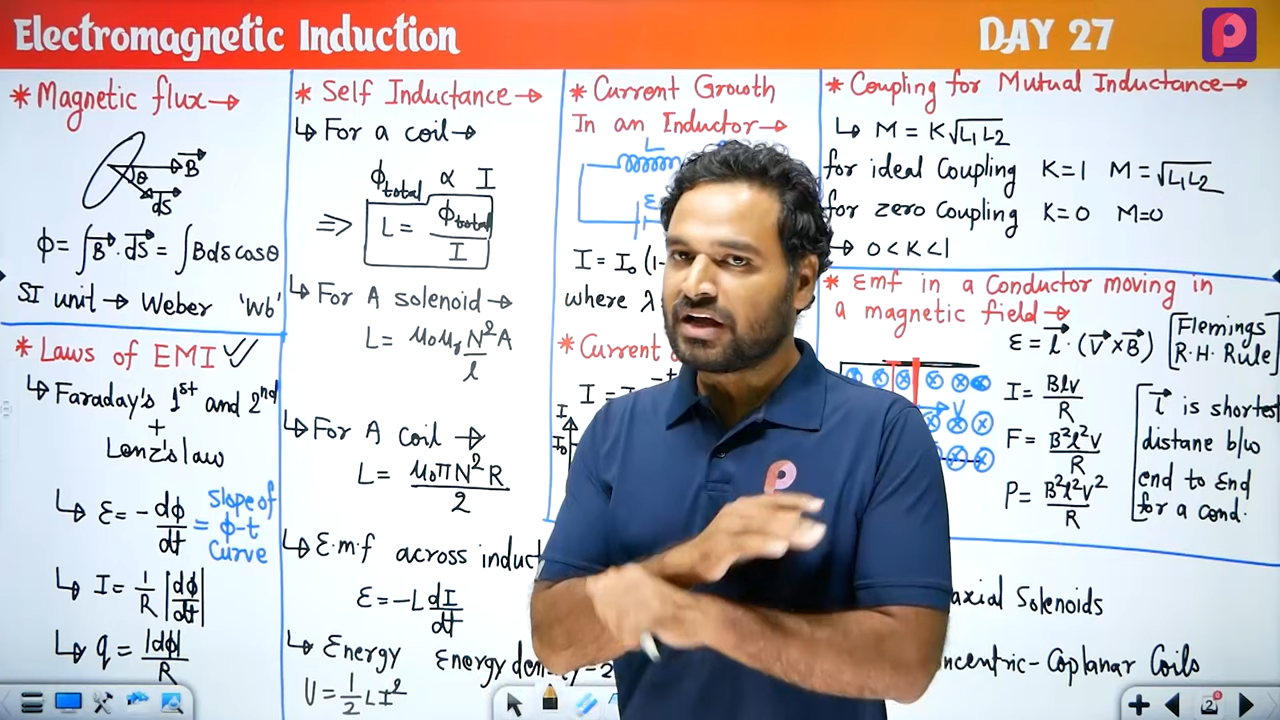 Electromagnetic Induction
DAY 27
* Magnetic flux →
θ
B
dS
ϕ = ∫B · dS = ∫Bds cosθ
SI unit → Weber 'Wb'
* Laws of EMI
↳ Faraday's 1st and 2nd
+
Lenz's law
↳ ε = -dϕ/dt = Slope of ϕ-t Curve
↳ I = 1/R |dϕ/dt|
↳ q = |dϕ|/R
* Self Inductance →
↳ For a coil →
ϕtotal ∝ I
⇒ L = ϕtotal/I
↳ For A solenoid →
L = μ0μr N²A/l
↳ For A coil →
L = μ0πN²R/2
↳ E.m.f across induct
ε = -L dI/dt
↳ Energy
U = 1/2 LI²
Energy den
* Current Growth
In an Inductor →
L
ε
I = I0 (1-
where λ
* Current
I =
I
I0
* Coupling for Mutual Inductance →
↳ M = K√L1L2
for ideal Coupling K=1 M = √L1L2
for zero Coupling K=0 M=0
→ 0<K<1
* Emf in a Conductor moving in
a magnetic field →
ε = l · (V×B) [Flemings R.H. Rule]
V
I = Blv/R
F = B²l²V/R
P = B²l²V²/R
[l is shortest
distane b/w
end to End
for a cond.
axial Solenoids
ncentric-Coplanar Coils
2